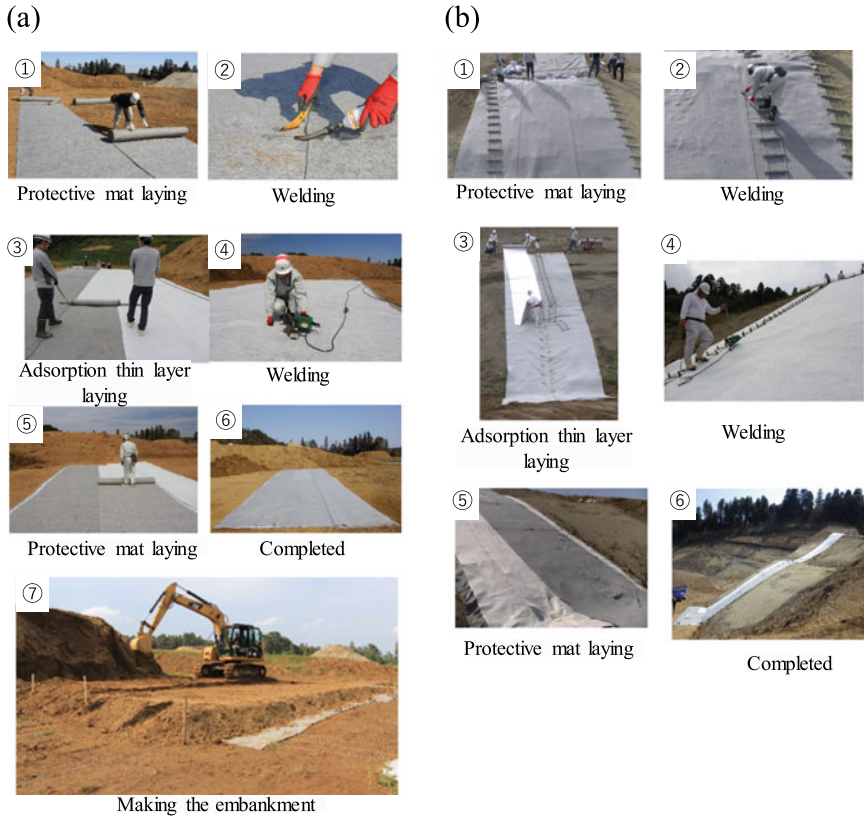 (a)
①
②
Protective mat laying
Welding
③
④
Adsorption thin layer
laying
Welding
⑤
⑥
Protective mat laying
Completed
⑦
Making the embankment
(b)
①
②
Protective mat laying
Welding
③
④
Adsorption thin layer
laying
Welding
⑤
⑥
Protective mat laying
Completed